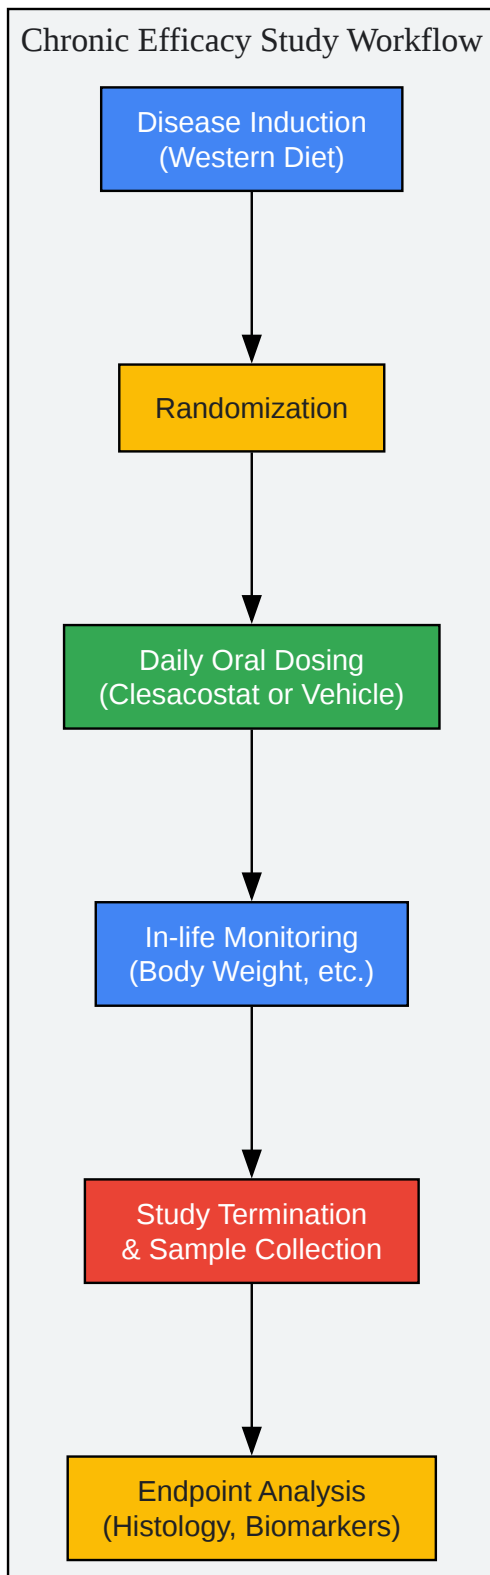 Chronic Efficacy Study Workflow
Disease Induction
(Western Diet)
Randomization
Daily Oral Dosing
(Clesacostat or Vehicle)
In-life Monitoring
(Body Weight, etc.)
Study Termination
& Sample Collection
Endpoint Analysis
(Histology, Biomarkers)